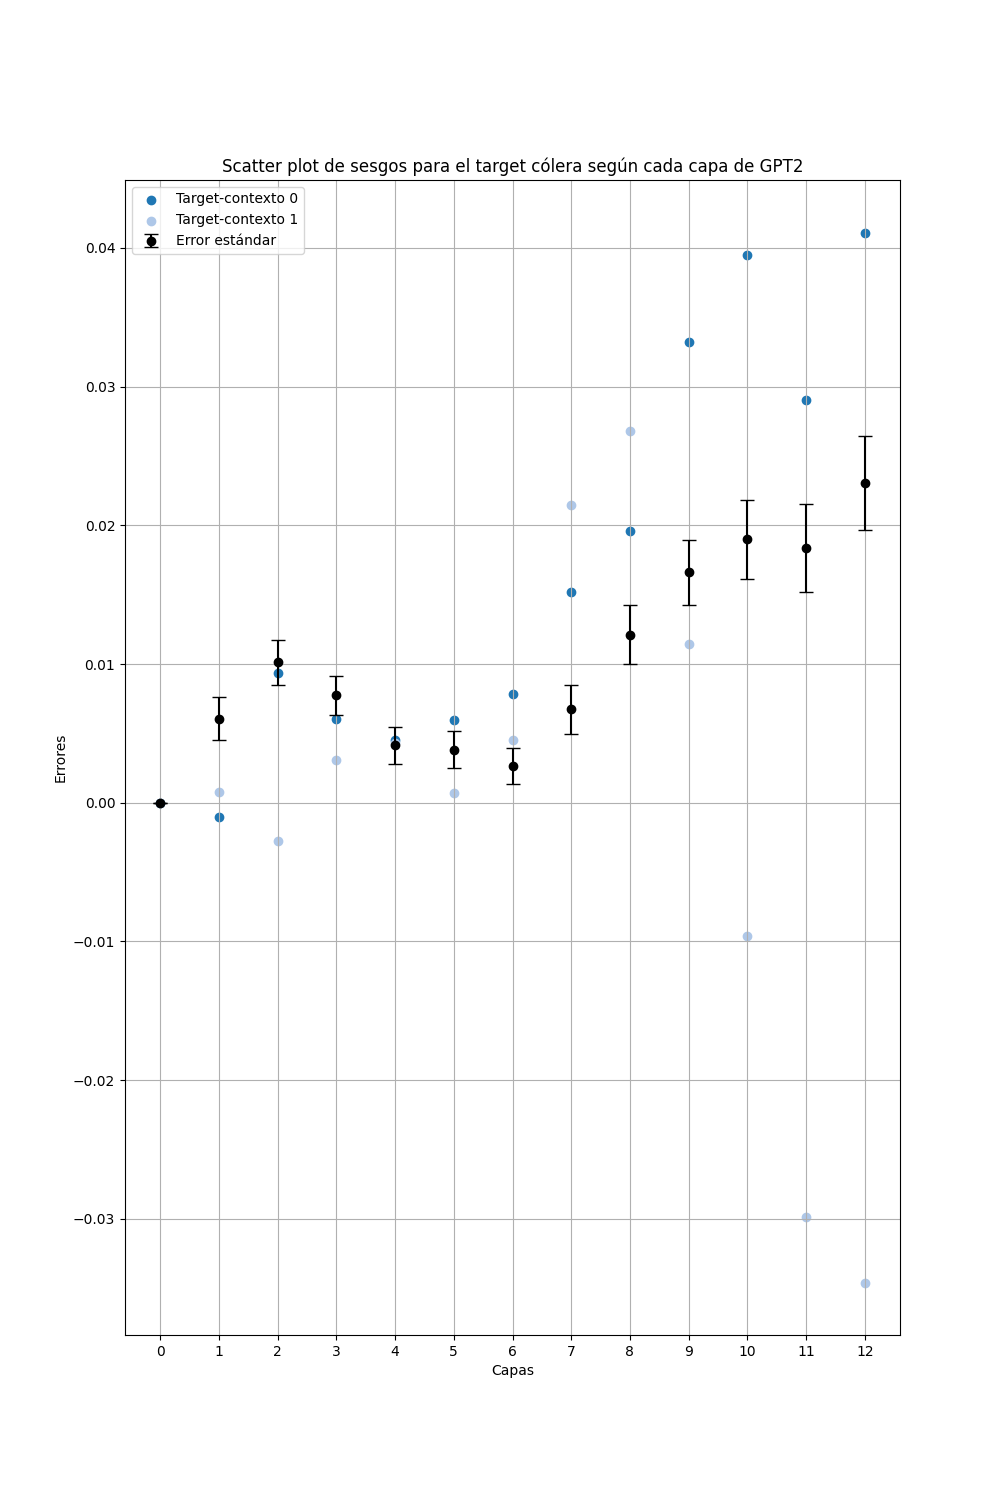 Scatter plot de sesgos para el target cólera según cada capa de GPT2
Target-contexto 0
Target-contexto 1
Error estándar
0.04
0.03
0.02
0.01
0.00
−0.01
−0.02
−0.03
Errores
0 1 2 3 4 5 6 7 8 9 10 11 12
Capas